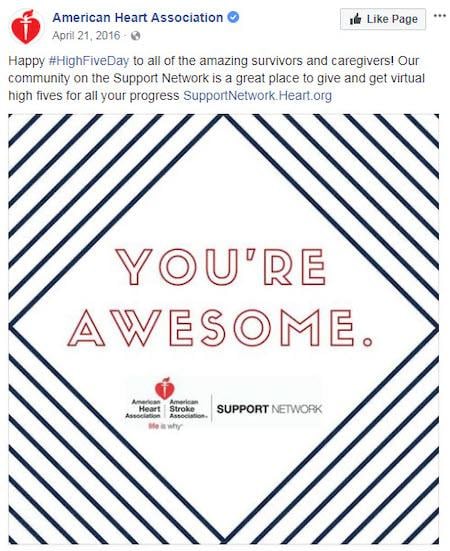 American Heart Association
Like Page
April 21, 2016
Happy #HighFiveDay to all of the amazing survivors and caregivers! Our
community on the Support Network is a great place to give and get virtual
high fives for all your progress SupportNetwork.Heart.org
YOU'RE
AWESOME.
American Heart Association
American Stroke Association®
life is why™
SUPPORT NETWORK